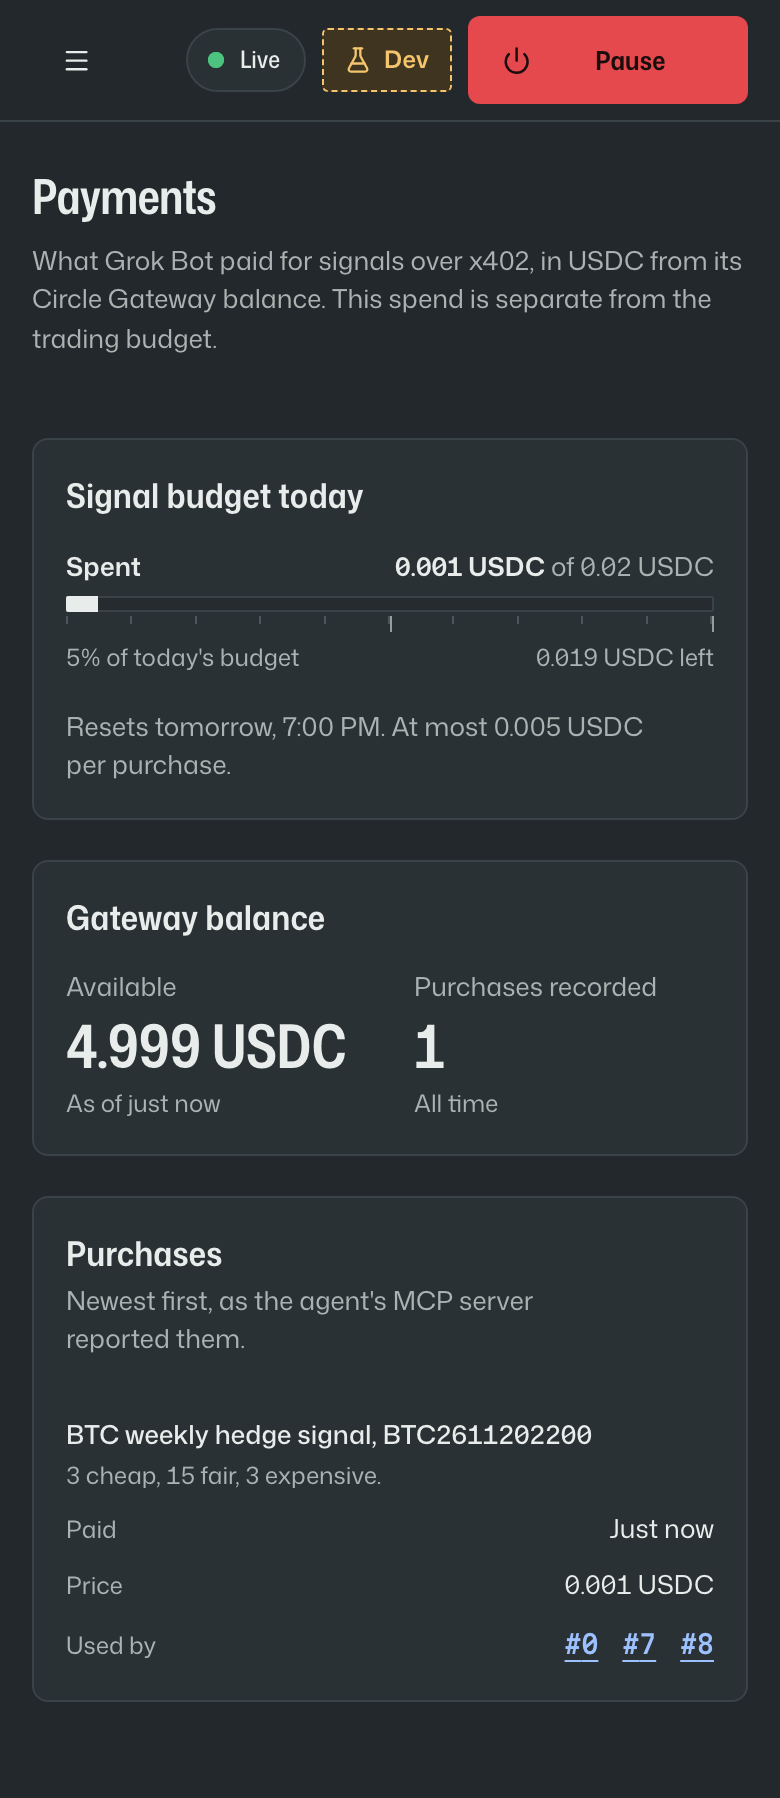 Live
Dev
Pause
Payments
What Grok Bot paid for signals over x402, in USDC from its
Circle Gateway balance. This spend is separate from the
trading budget.
Signal budget today
Spent 0.001 USDC of 0.02 USDC
5% of today's budget 0.019 USDC left
Resets tomorrow, 7:00 PM. At most 0.005 USDC
per purchase.
Gateway balance
Available Purchases recorded
4.999 USDC 1
As of just now All time
Purchases
Newest first, as the agent's MCP server
reported them.
BTC weekly hedge signal, BTC2611202200
3 cheap, 15 fair, 3 expensive.
Paid Just now
Price 0.001 USDC
Used by #0 #7 #8